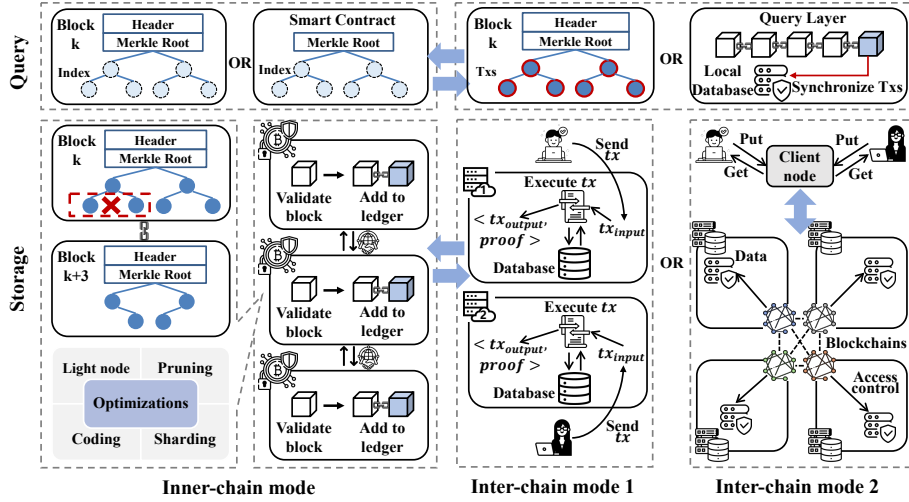 Query
Block
k
Header
Merkle Root
Index
OR
Smart Contract
Header
Merkle Root
Index
Block
k
Header
Merkle Root
Txs
OR
Query Layer
Local
Database
Synchronize Txs
Storage
Block
k
Header
Merkle Root
Block
k+3
Header
Merkle Root
Light node
Pruning
Optimizations
Coding
Sharding
Validate
block
Add to
ledger
Validate
block
Add to
ledger
Validate
block
Add to
ledger
Send
tx
1
Execute tx
< tx_output,
proof >
tx_input
Database
2
Execute tx
< tx_output,
proof >
tx_input
Database
Send
tx
OR
Put
Get
Client
node
Put
Get
Data
Blockchains
Access
control
Inner-chain mode
Inter-chain mode 1
Inter-chain mode 2